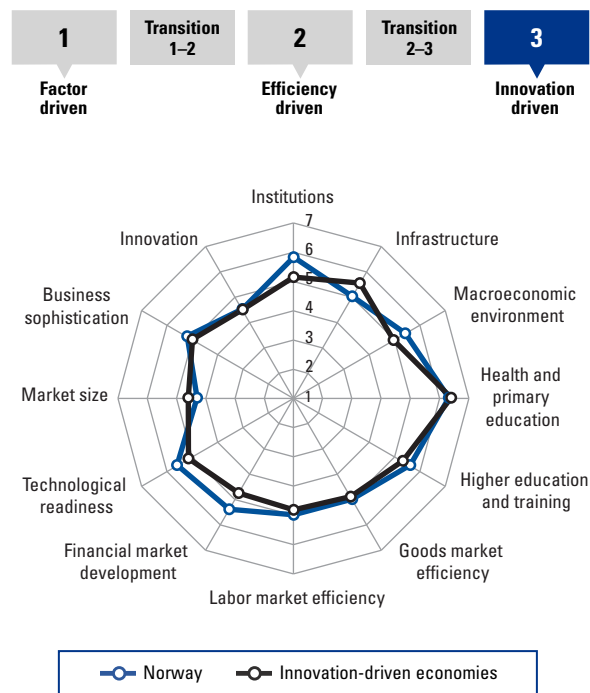 1
Transition
1–2
2
Transition
2–3
3
Factor
driven
Efficiency
driven
Innovation
driven
Institutions
7
6
5
4
3
2
1
Innovation
Infrastructure
Business
sophistication
Macroeconomic
environment
Market size
Health and
primary
education
Technological
readiness
Higher education
and training
Financial market
development
Goods market
efficiency
Labor market efficiency
Norway
Innovation-driven economies